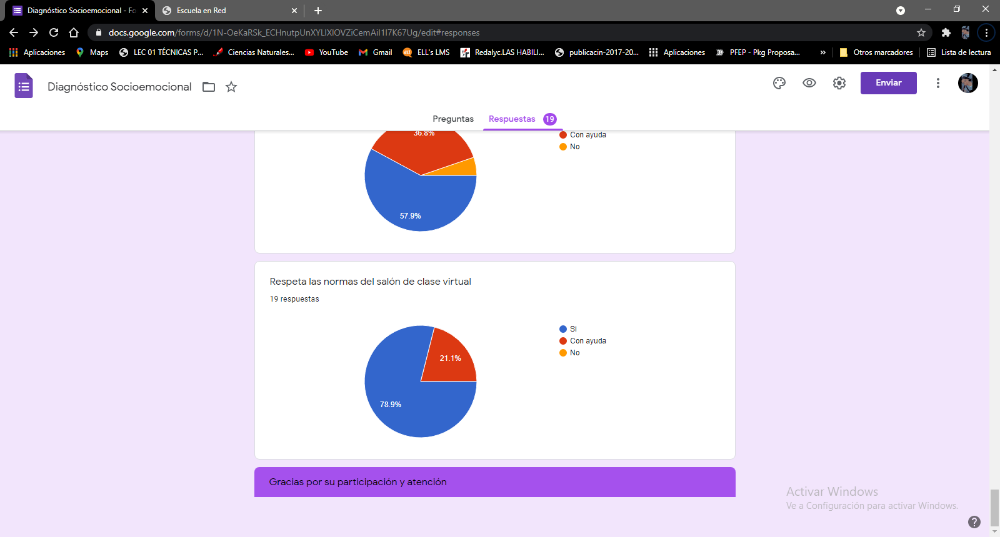 Diagnóstico Socioemocional - Fo
Escuela en Red
docs.google.com/forms/d/1N-OeKaRSk_ECHnutpUnXYLlXlOVZiCemAiI1I7K67Ug/edit#responses
Aplicaciones Maps LEC 01 TÉCNICAS P... Ciencias Naturales... YouTube Gmail ELL's LMS Redalyc.LAS HABILI... publicacin-2017-20... Aplicaciones PFEP - Pkg Proposa... » Otros marcadores Lista de lectura
Diagnóstico Socioemocional
Enviar
Preguntas Respuestas 19
36.8%
Con ayuda
No
57.9%
Respeta las normas del salón de clase virtual
19 respuestas
Si
Con ayuda
No
21.1%
78.9%
Gracias por su participación y atención
Activar Windows
Ve a Configuración para activar Windows.